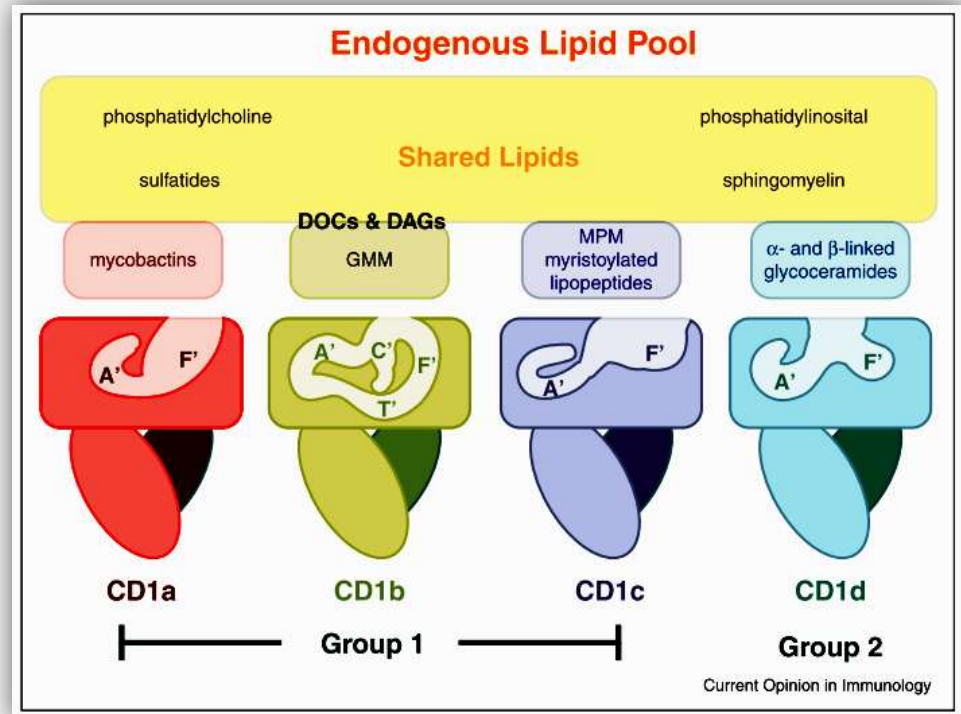 Endogenous Lipid Pool
phosphatidylcholine
phosphatidylinosital
Shared Lipids
sulfatides
sphingomyelin
DOCs & DAGs
mycobactins
GMM
MPM
myristoylated
lipopeptides
α- and β-linked
glycoceramides
A'
F'
A'
C'
F'
T'
A'
F'
A'
F'
CD1a
CD1b
CD1c
CD1d
Group 1
Group 2
Current Opinion in Immunology